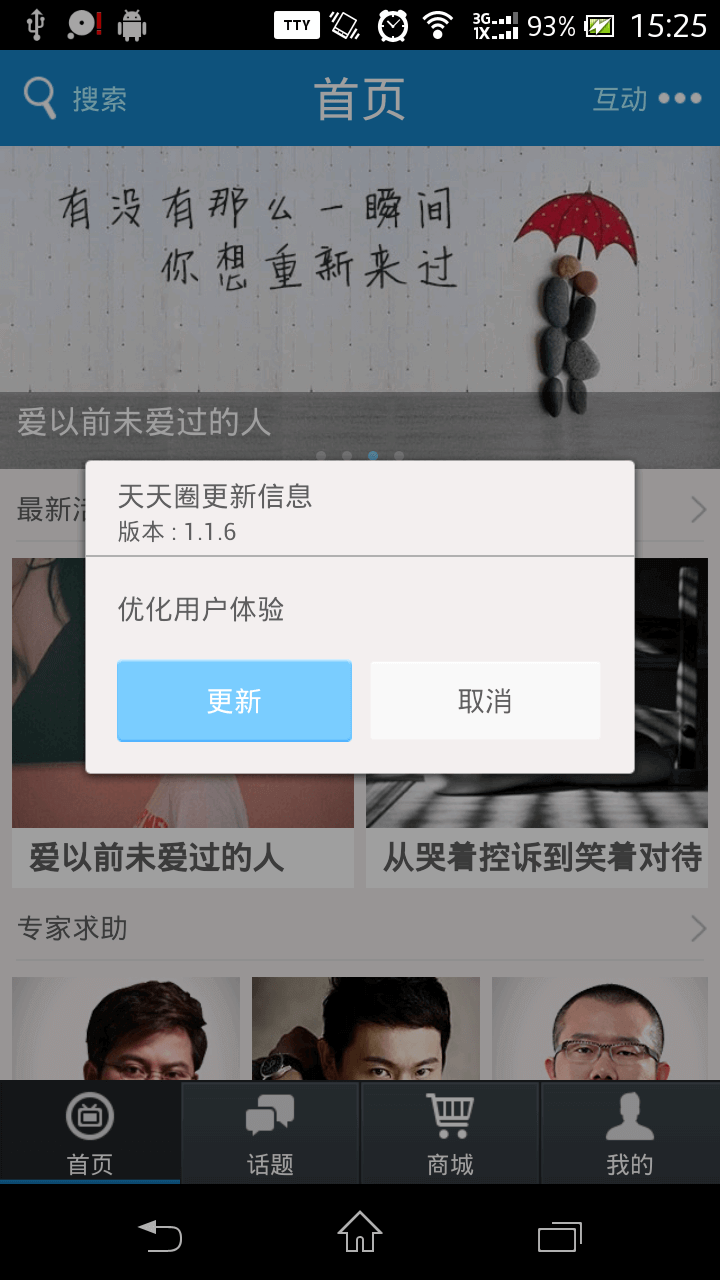 TTY
3G
1X
93%
15:25
搜索
首页
互动
有没有那么一瞬间
你想重新来过
爱以前未爱过的人
最新活
天天圈更新信息
版本 : 1.1.6
优化用户体验
更新
取消
爱以前未爱过的人
从哭着控诉到笑着对待
专家求助
首页
话题
商城
我的